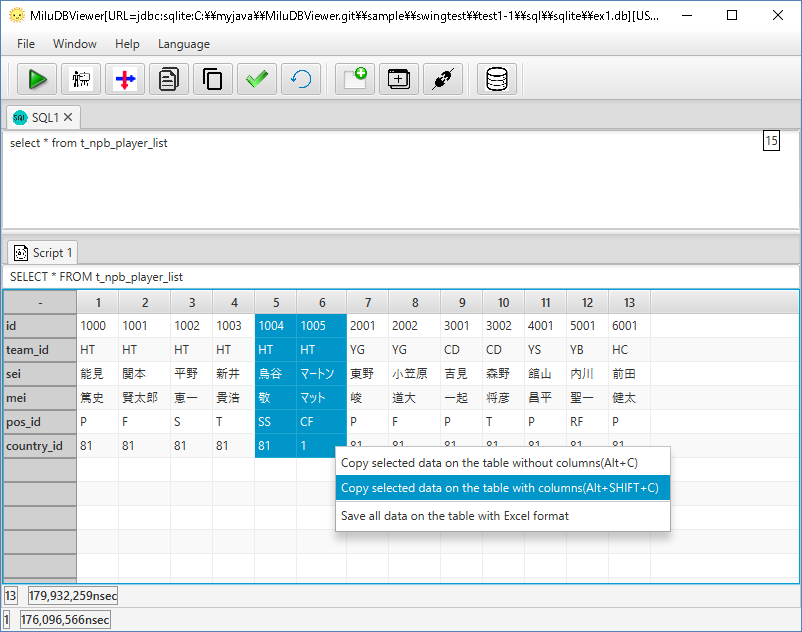 MiluDBViewer[URL=jdbc:sqlite:C:¥¥myjava¥¥MiluDBViewer.git¥¥sample¥¥swingtest¥¥test1-1¥¥sql¥¥sqlite¥¥ex1.db][US...
File Window Help Language
SQL SQL1
select * from t_npb_player_list 15
Script 1
SELECT * FROM t_npb_player_list
- 1 2 3 4 5 6 7 8 9 10 11 12 13
id 1000 1001 1002 1003 1004 1005 2001 2002 3001 3002 4001 5001 6001
team_id HT HT HT HT HT HT YG YG CD CD YS YB HC
sei 能見 関本 平野 新井 鳥谷 マートン 東野 小笠原 吉見 森野 館山 内川 前田
mei 篤史 賢太郎 恵一 貴浩 敬 マット 峻 道大 一起 将彦 昌平 聖一 健太
pos_id P F S T SS CF P F P T P RF P
country_id 81 81 81 81 81 1 81 81 81 81 81 81 81
Copy selected data on the table without columns(Alt+C)
Copy selected data on the table with columns(Alt+SHIFT+C)
Save all data on the table with Excel format
13 179,932,259nsec
1 176,096,566nsec